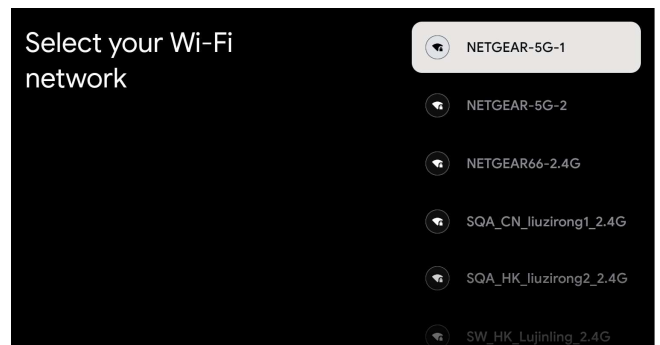 Select your Wi-Fi
network
NETGEAR-5G-1
NETGEAR-5G-2
NETGEAR66-2.4G
SQA_CN_liuzirong1_2.4G
SQA_HK_liuzirong2_2.4G
SW_HK_Lujinling_2.4G